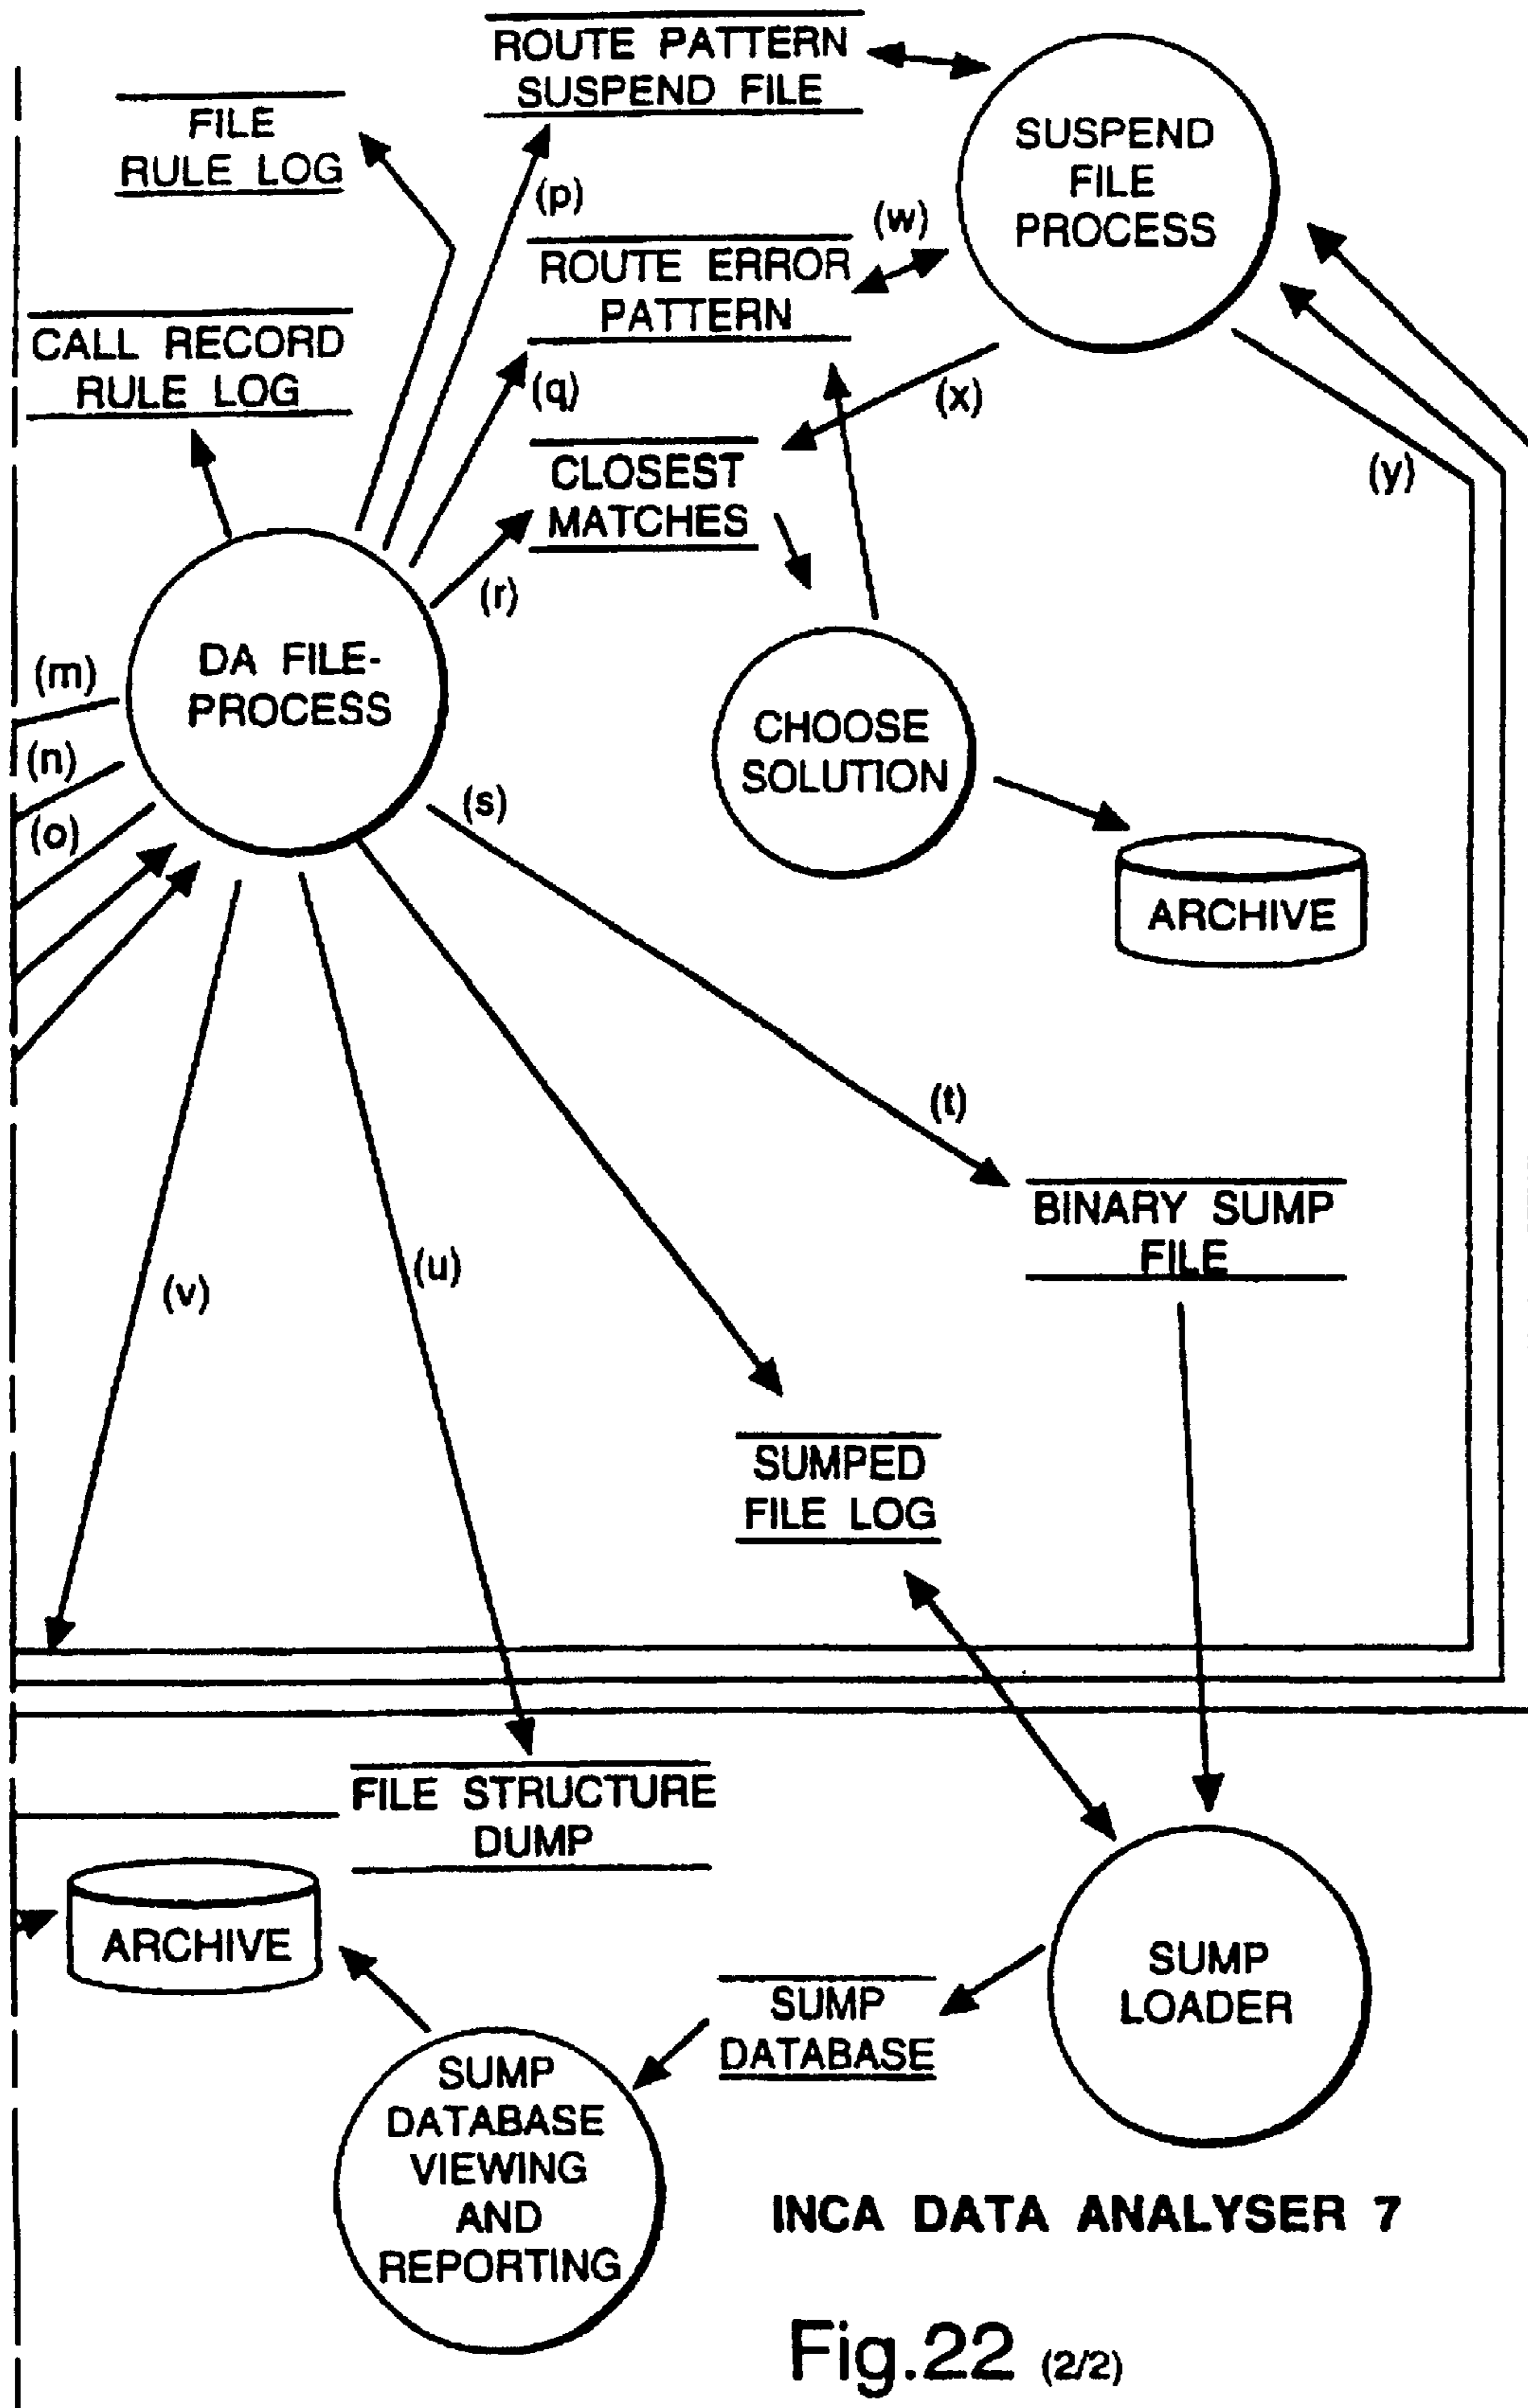 ROUTE PATTERN
SUSPEND FILE
FILE
RULE LOG
SUSPEND
FILE
PROCESS
(p)
(w)
ROUTE ERROR
PATTERN
CALL RECORD
RULE LOG
(q)
(x)
CLOSEST
MATCHES
(y)
(r)
DA FILE-
PROCESS
(m)
(n)
(o)
CHOOSE
SOLUTION
(s)
ARCHIVE
(t)
BINARY SUMP
FILE
(u)
(v)
SUMPED
FILE LOG
FILE STRUCTURE
DUMP
ARCHIVE
SUMP
LOADER
SUMP
DATABASE
SUMP
DATABASE
VIEWING
AND
REPORTING
INCA DATA ANALYSER 7
Fig.22 (2/2)